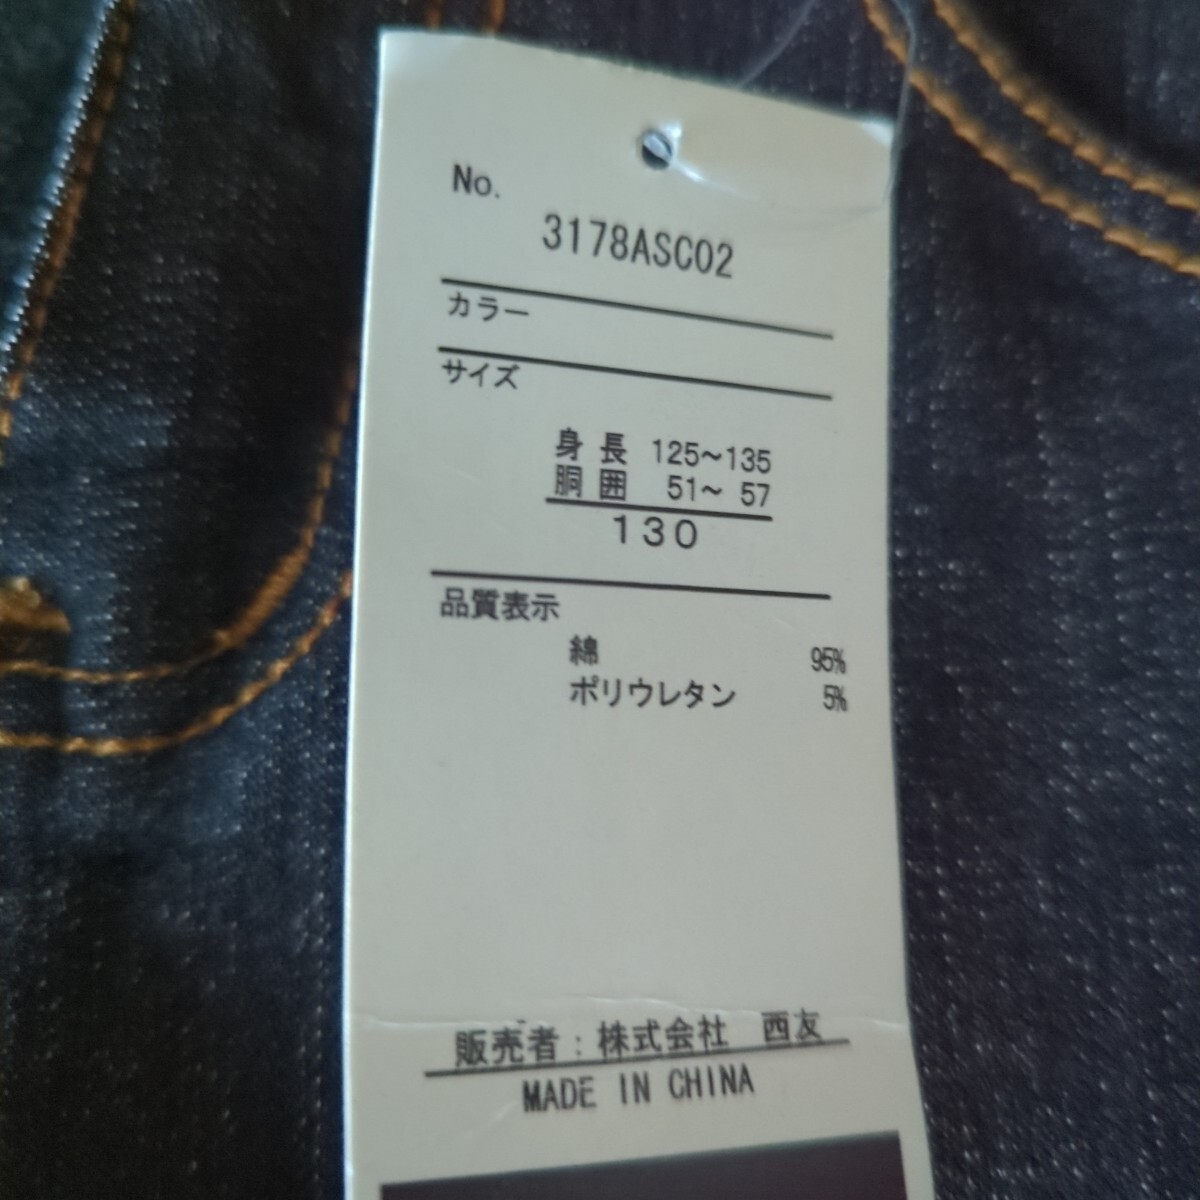 No.
3178ASC02
カラー
サイズ
身 長 125〜135
胴 囲 51〜 57
130
品質表示
綿 95%
ポリウレタン 5%
販売者：株式会社 西友
MADE IN CHINA